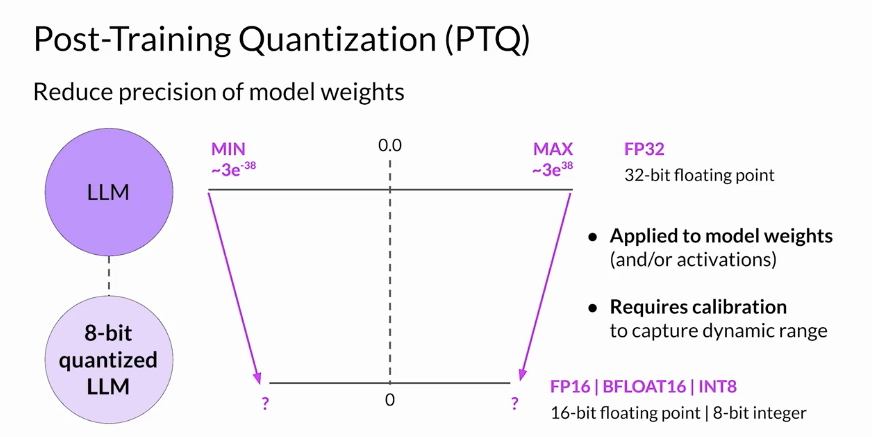 Post-Training Quantization (PTQ)
Reduce precision of model weights
LLM
8-bit
quantized
LLM
MIN
~3e⁻³⁸
0.0
MAX
~3e³⁸
FP32
32-bit floating point
● Applied to model weights
(and/or activations)
● Requires calibration
to capture dynamic range
?
0
?
FP16 | BFLOAT16 | INT8
16-bit floating point | 8-bit integer